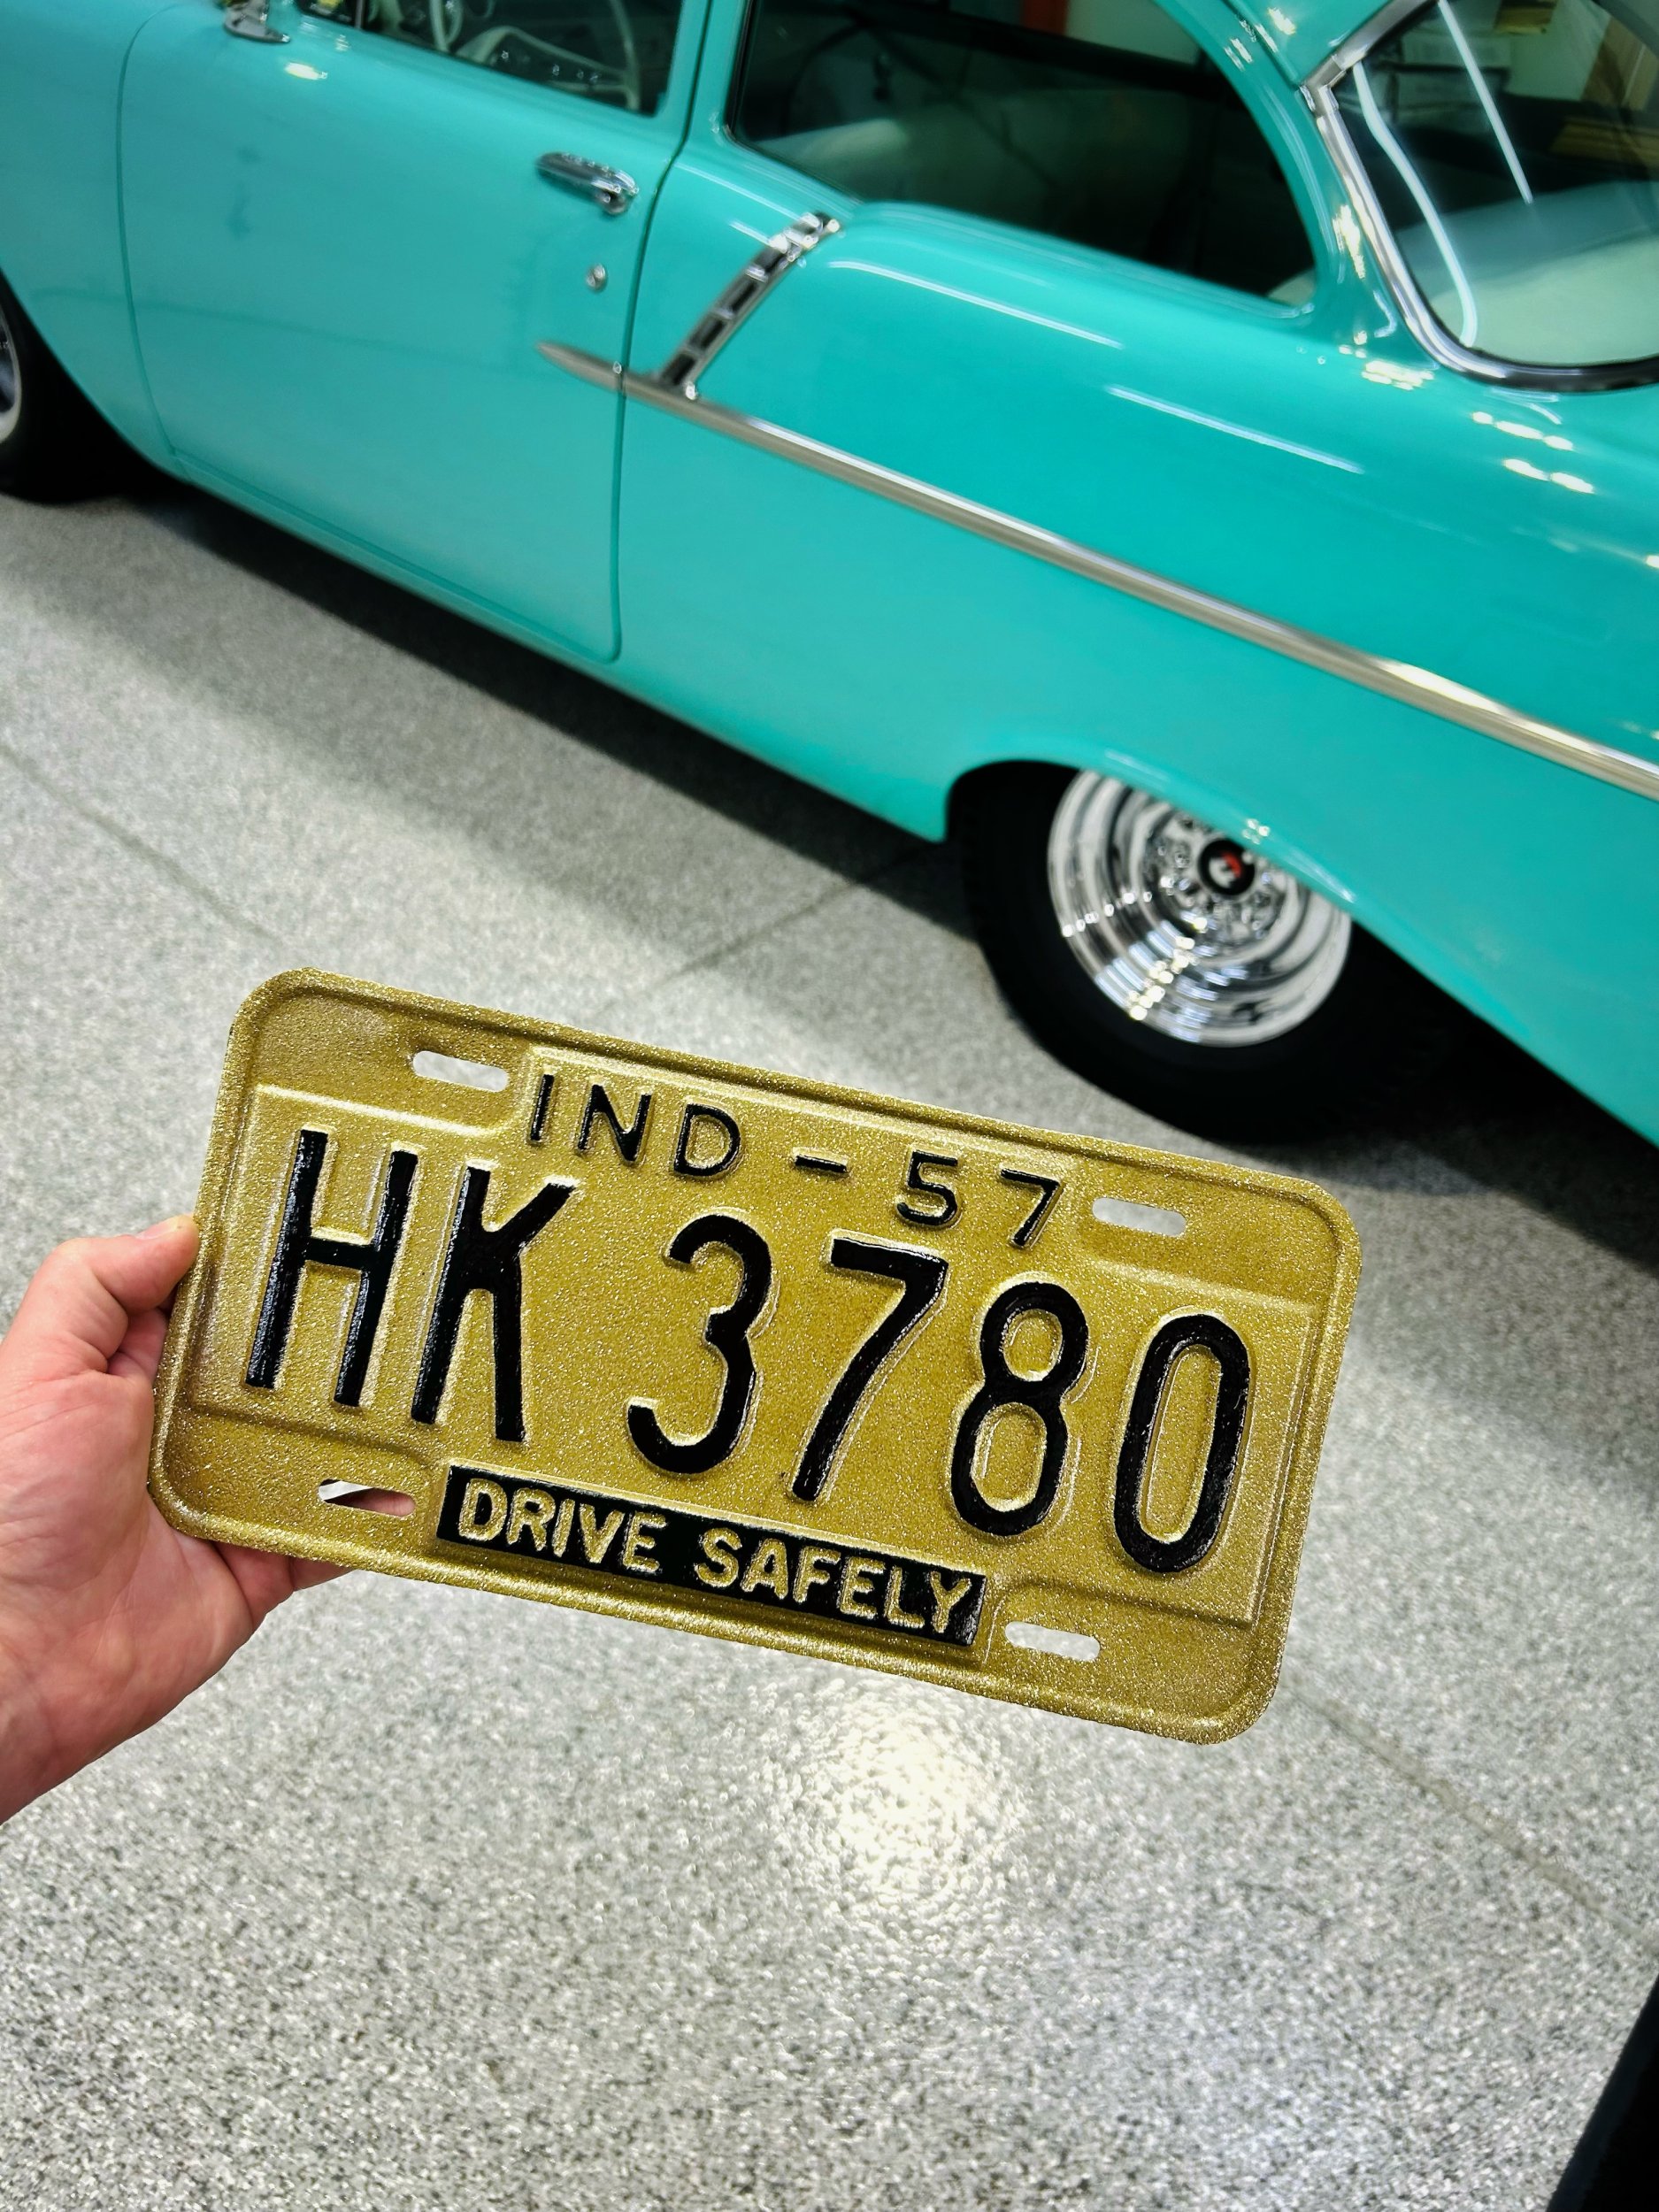 IND - 57
HK 3780
DRIVE SAFELY